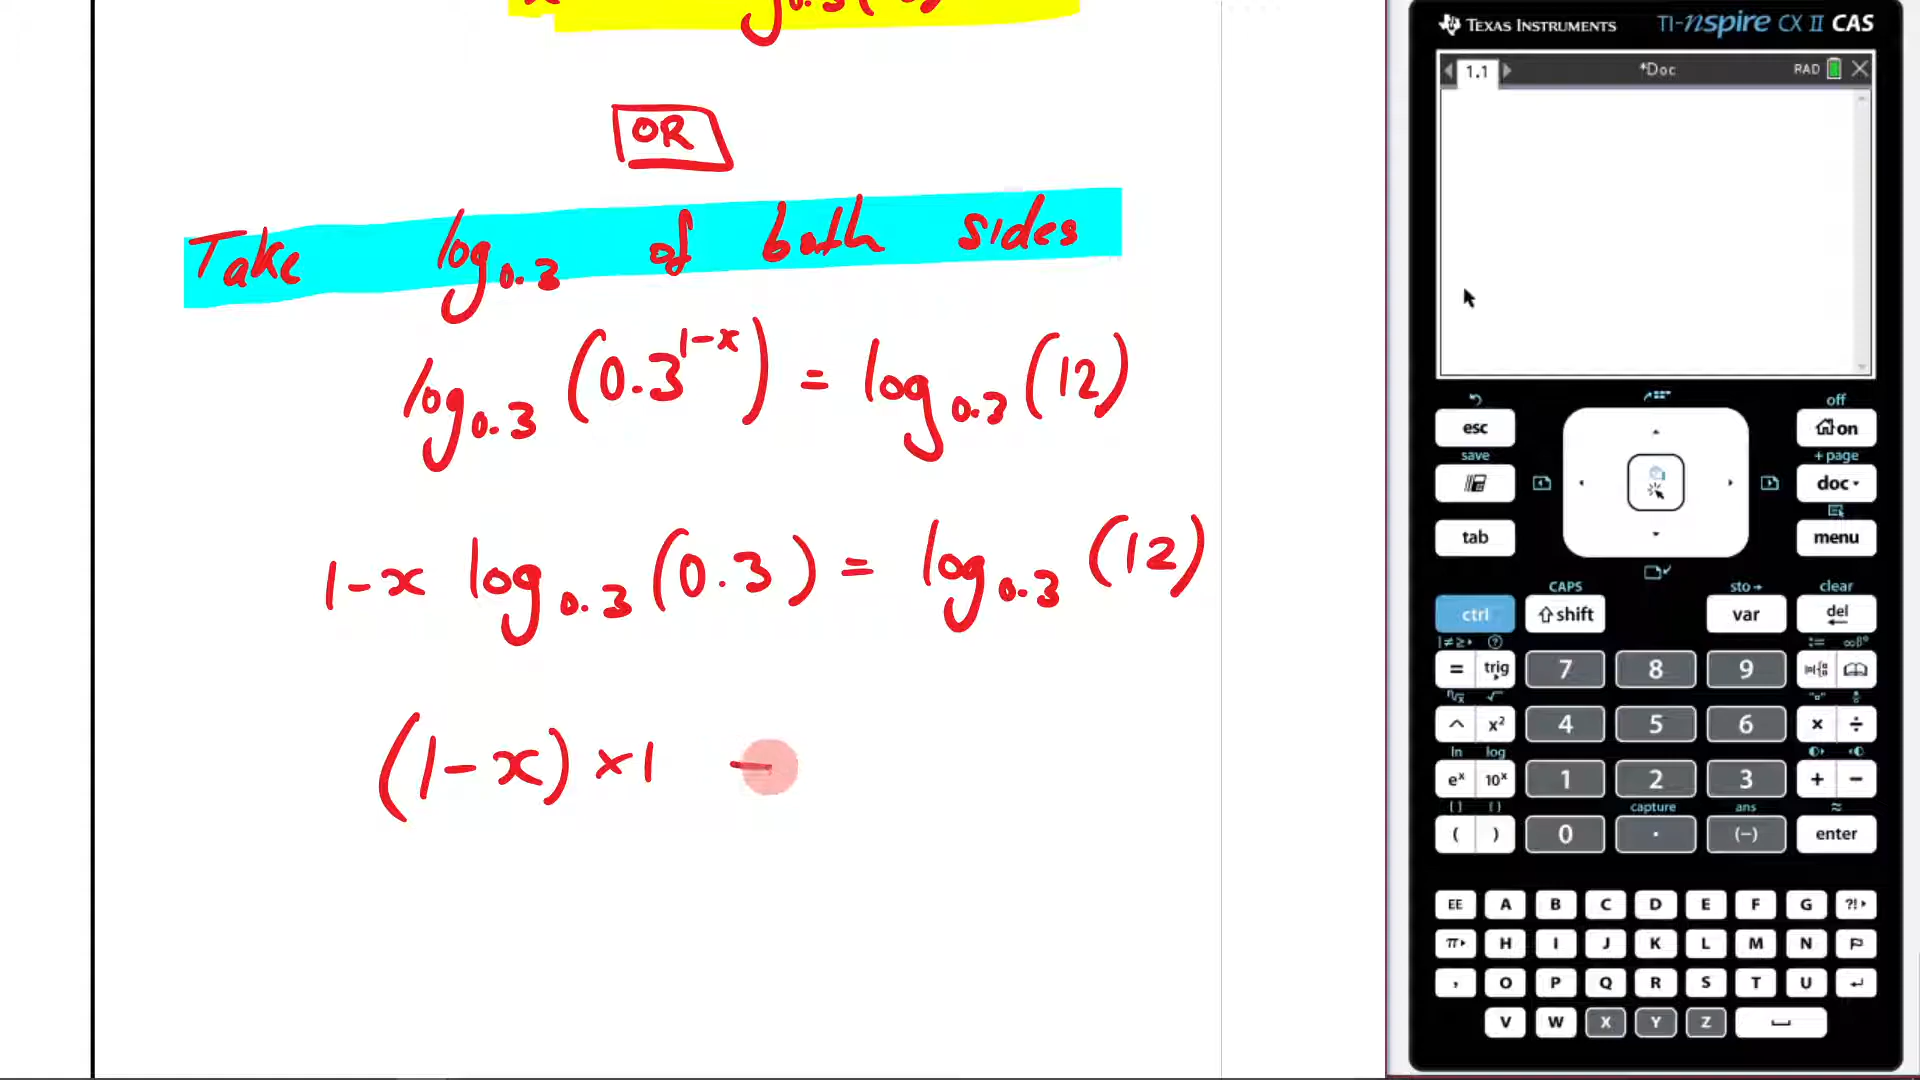 OR
Take log0.3 of both sides
log0.3 (0.3^1-x) = log0.3 (12)
1-x log0.3 (0.3) = log0.3 (12)
(1-x) ×1 =
TEXAS INSTRUMENTS TI-nspire CX II CAS
1.1 *Doc RAD
off
esc on
save + page
doc
tab menu
CAPS sto→ clear
ctrl shift var del
= trig 7 8 9
^ x² 4 5 6 × ÷
ln log
eˣ 10ˣ 1 2 3 + −
[ ] { } capture ans ≈
( ) 0 . (−) enter
EE A B C D E F G ?!
π H I J K L M N
, O P Q R S T U
V W X Y Z